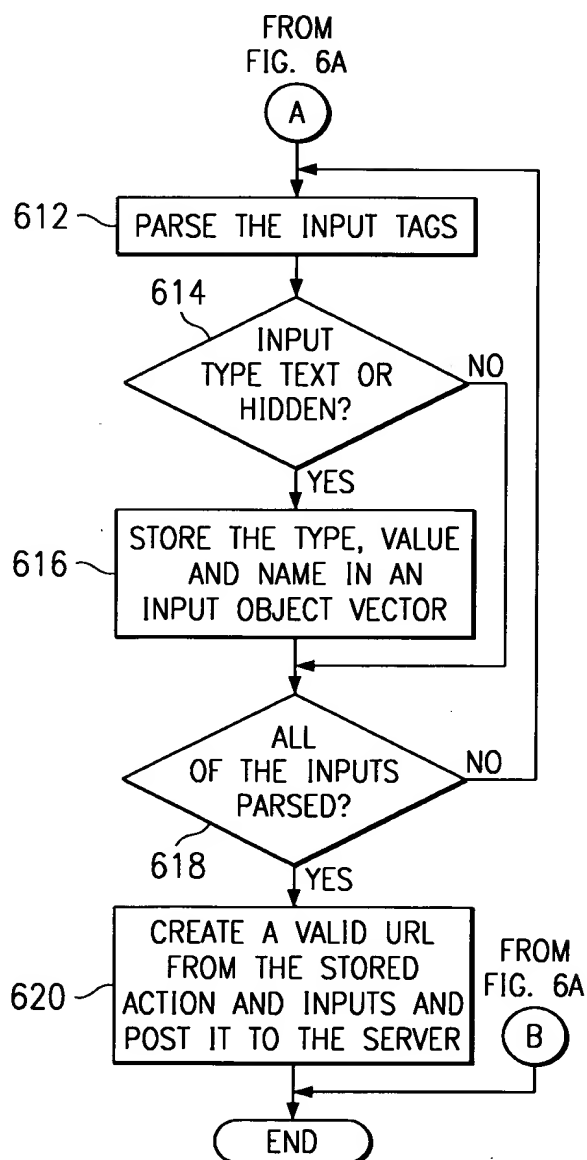 FROM
FIG. 6A
A
612
PARSE THE INPUT TAGS
614
INPUT
TYPE TEXT OR
HIDDEN?
NO
YES
616
STORE THE TYPE, VALUE
AND NAME IN AN
INPUT OBJECT VECTOR
ALL
OF THE INPUTS
PARSED?
NO
618
YES
620
CREATE A VALID URL
FROM THE STORED
ACTION AND INPUTS AND
POST IT TO THE SERVER
FROM
FIG. 6A
B
END